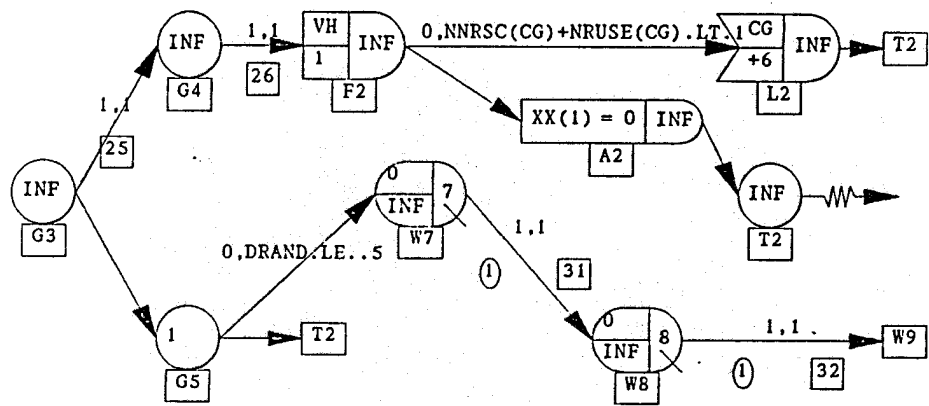 INF
G4
1,1
26
VH
1
INF
F2
0,NNRSC(CG)+NRUSE(CG).LT.1
CG
+6
INF
L2
T2
1,1
25
XX(1) = 0
INF
A2
INF
G3
0
INF
7
W7
INF
T2
1,1
0,DRAND.LE..5
1
31
1
G5
T2
0
INF
8
W8
1,1
1
32
W9